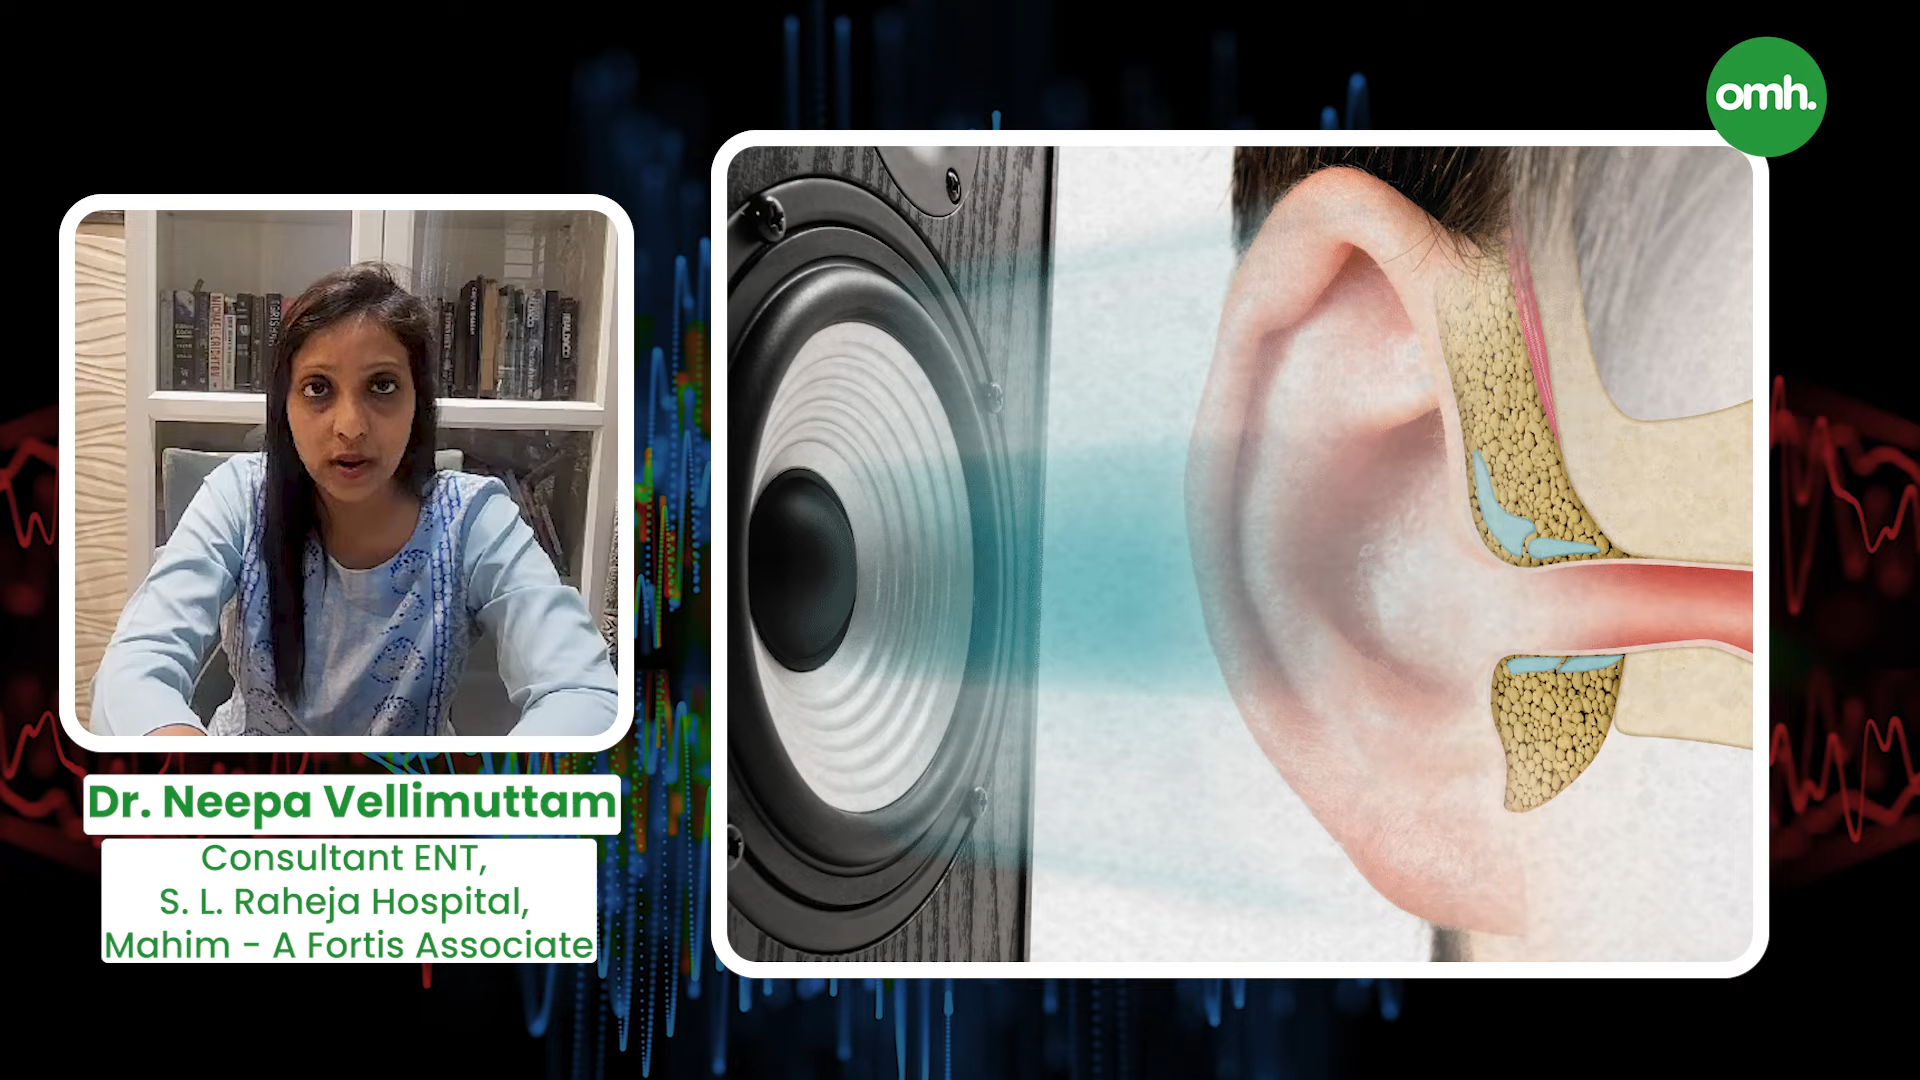 omh.
Dr. Neepa Vellimuttam
Consultant ENT,
S. L. Raheja Hospital,
Mahim - A Fortis Associate